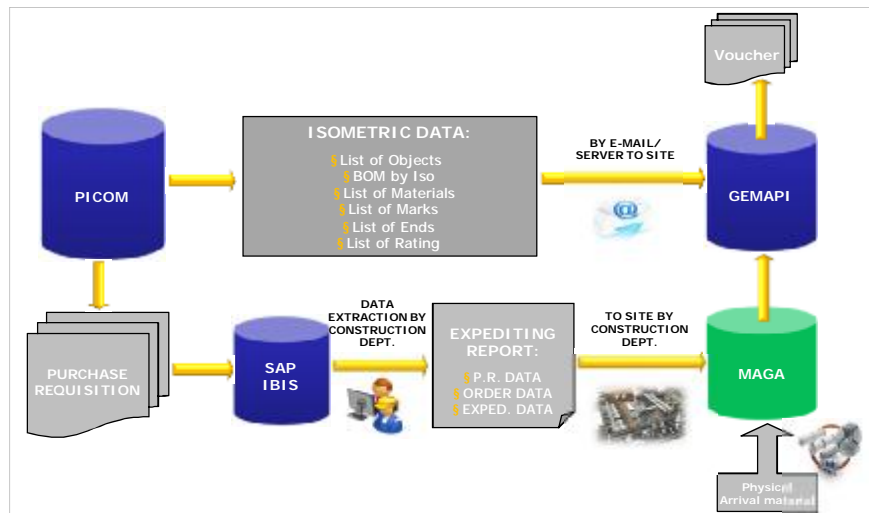 Voucher
PICOM
ISOMETRIC DATA:
§ List of Objects
§ BOM by Iso
§ List of Materials
§ List of Marks
§ List of Ends
§ List of Rating
BY E-MAIL/
SERVER TO SITE
@
GEMAPI
PURCHASE
REQUISITION
SAP
IBIS
DATA
EXTRACTION BY
CONSTRUCTION
DEPT.
EXPEDITING
REPORT:
§ P.R. DATA
§ ORDER DATA
§ EXPED. DATA
TO SITE BY
CONSTRUCTION
DEPT.
MAGA
Physical
Arrival material